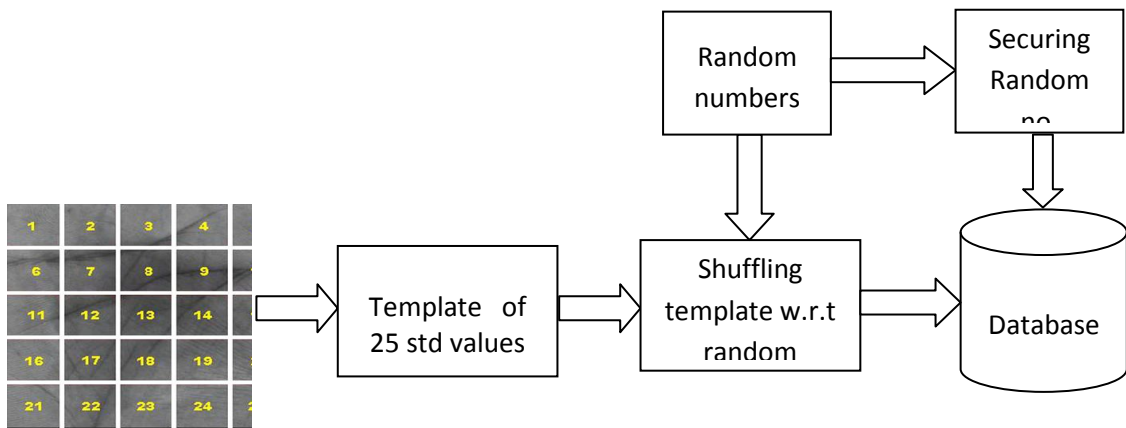 Random
numbers
Securing
Random
no
1 2 3 4
6 7 8 9
11 12 13 14
16 17 18 19
21 22 23 24
Template of
25 std values
Shuffling
template w.r.t
random
Database